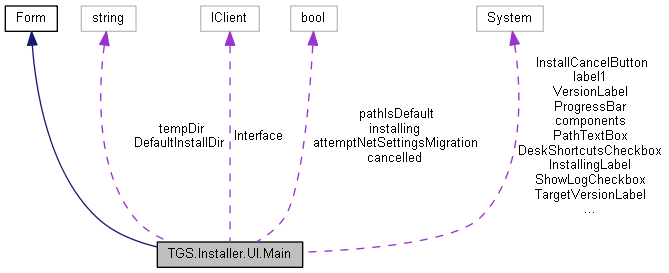 Form
string
IClient
bool
System
tempDir
DefaultInstallDir
Interface
pathIsDefault
installing
attemptNetSettingsMigration
cancelled
InstallCancelButton
label1
VersionLabel
ProgressBar
components
PathTextBox
DeskShortcutsCheckbox
InstallingLabel
ShowLogCheckbox
TargetVersionLabel
...
TGS.Installer.UI.Main